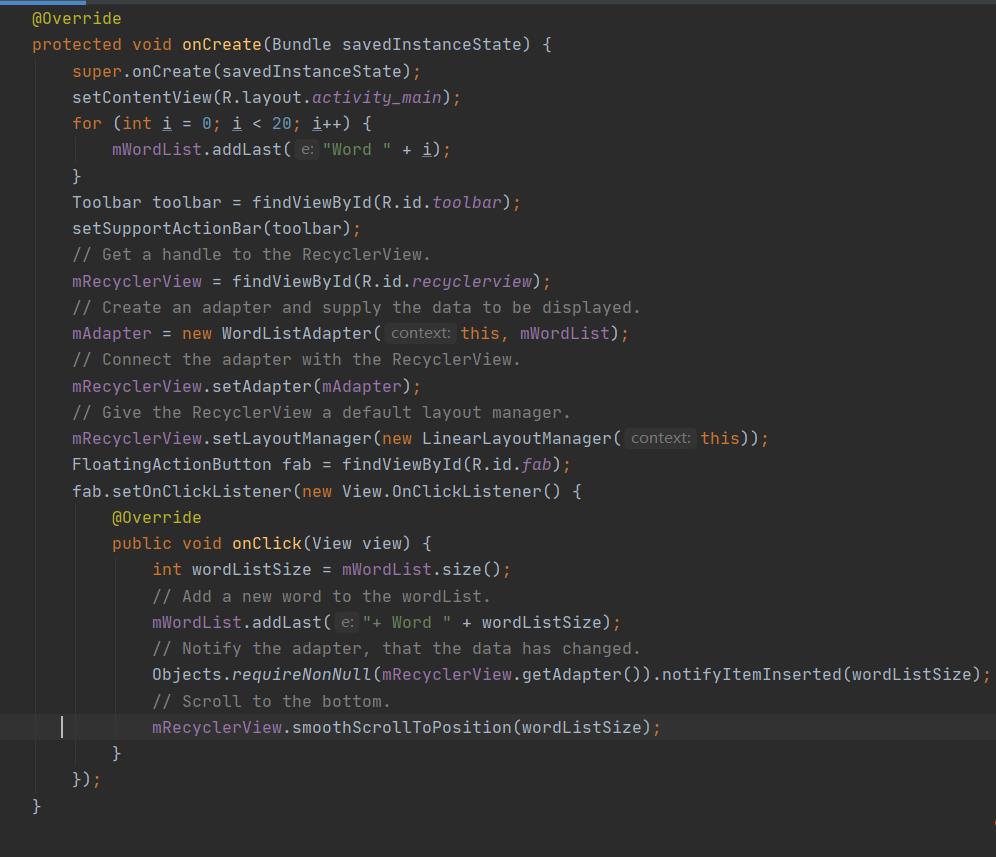 @Override
protected void onCreate(Bundle savedInstanceState) {
    super.onCreate(savedInstanceState);
    setContentView(R.layout.activity_main);
    for (int i = 0; i < 20; i++) {
        mWordList.addLast( e: "Word " + i);
    }
    Toolbar toolbar = findViewById(R.id.toolbar);
    setSupportActionBar(toolbar);
    // Get a handle to the RecyclerView.
    mRecyclerView = findViewById(R.id.recyclerview);
    // Create an adapter and supply the data to be displayed.
    mAdapter = new WordListAdapter( context: this, mWordList);
    // Connect the adapter with the RecyclerView.
    mRecyclerView.setAdapter(mAdapter);
    // Give the RecyclerView a default layout manager.
    mRecyclerView.setLayoutManager(new LinearLayoutManager( context: this));
    FloatingActionButton fab = findViewById(R.id.fab);
    fab.setOnClickListener(new View.OnClickListener() {
        @Override
        public void onClick(View view) {
            int wordListSize = mWordList.size();
            // Add a new word to the wordList.
            mWordList.addLast( e: "+ Word " + wordListSize);
            // Notify the adapter, that the data has changed.
            Objects.requireNonNull(mRecyclerView.getAdapter()).notifyItemInserted(wordListSize);
            // Scroll to the bottom.
            mRecyclerView.smoothScrollToPosition(wordListSize);
        }
    });
}